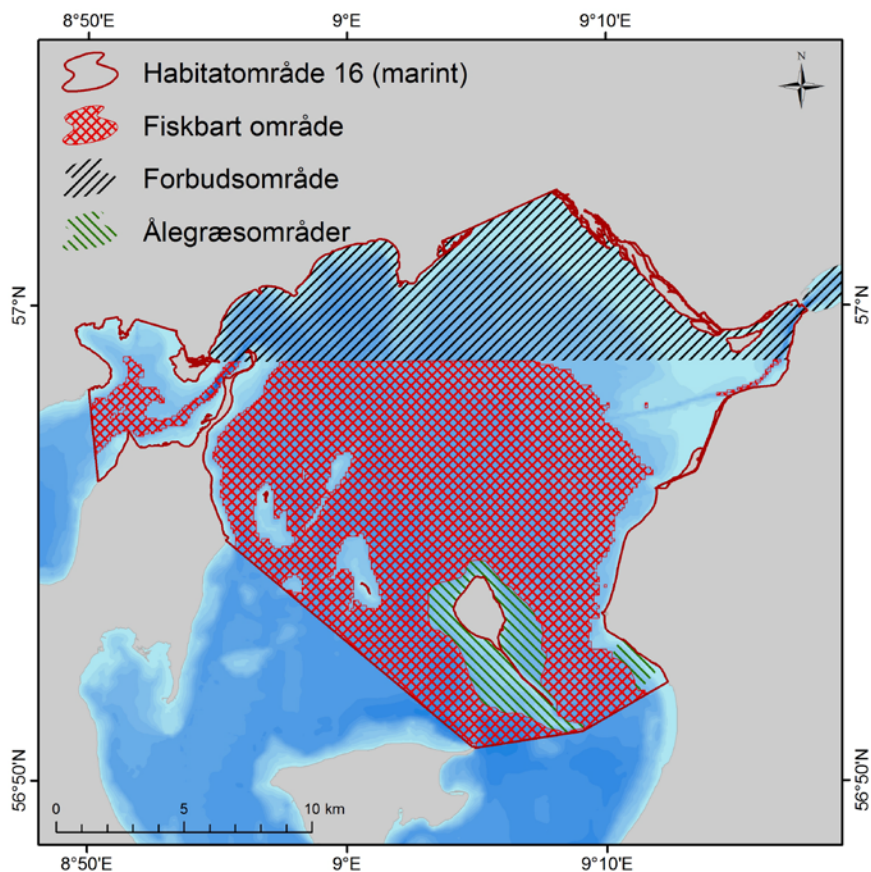 8°50'E 9°E 9°10'E
N
Habitatområde 16 (marint)
Fiskbart område
Forbudsområde
Ålegræsområder
57°N 57°N
56°50'N 56°50'N
0 5 10 km
8°50'E 9°E 9°10'E